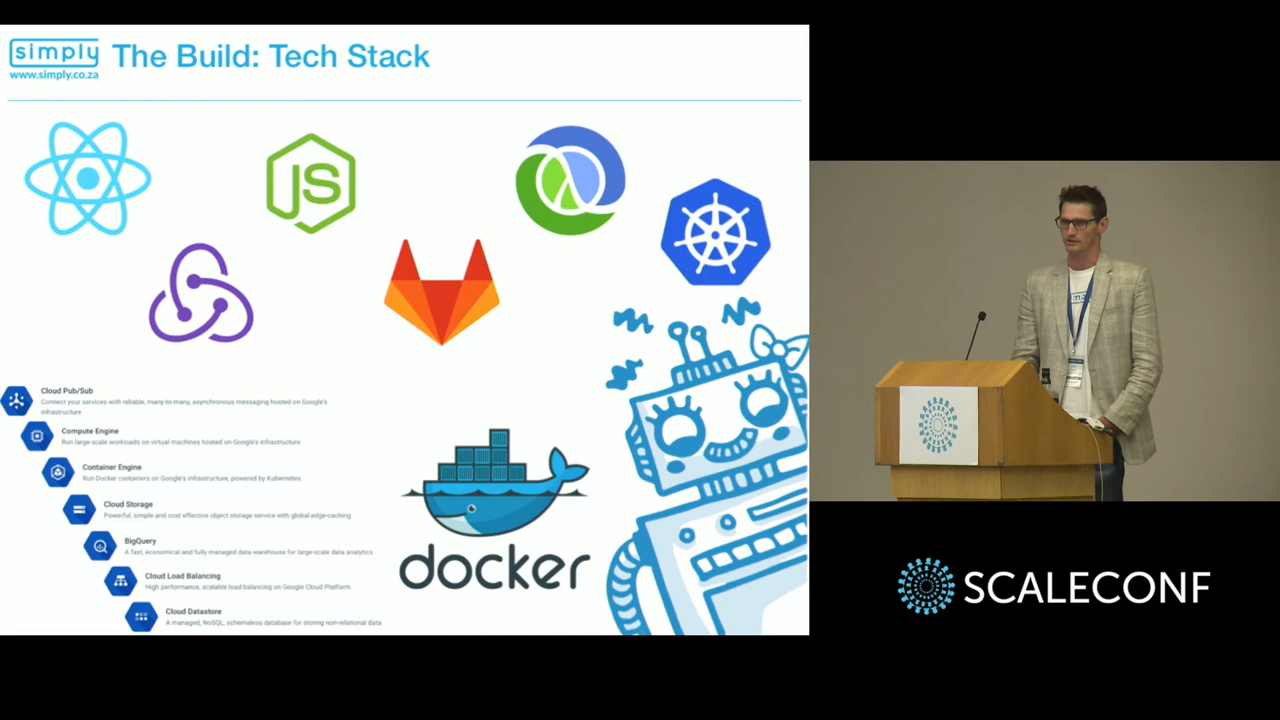 simply
www.simply.co.za
The Build: Tech Stack
JS
Cloud Pub/Sub
Connect your services with reliable, many-to-many, asynchronous messaging hosted on Google's
infrastructure
Compute Engine
Run large-scale workloads on virtual machines hosted on Google's infrastructure
Container Engine
Run Docker containers on Google's infrastructure, powered by Kubernetes
Cloud Storage
Powerful, simple and cost effective object storage service with global edge-caching
BigQuery
A fast, economical and fully managed data warehouse for large-scale data analytics
Cloud Load Balancing
High performance, scalable load balancing on Google Cloud Platform
Cloud Datastore
A managed, NoSQL, schemaless database for storing non-relational data
docker
SCALECONF